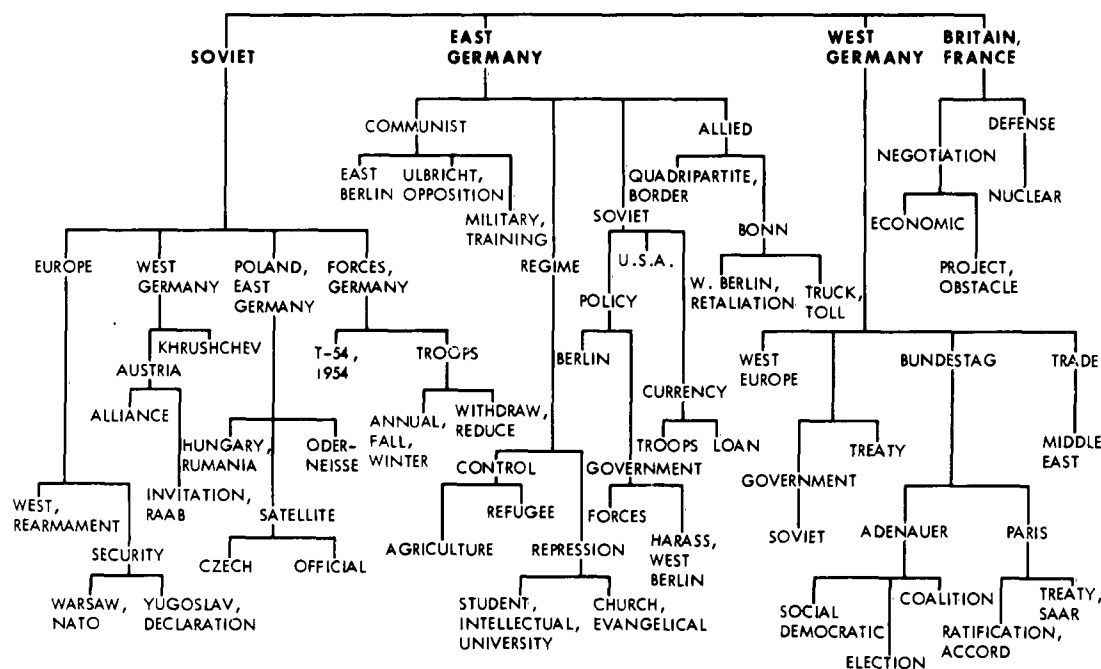 SOVIET
EAST
GERMANY
WEST
GERMANY
BRITAIN,
FRANCE
COMMUNIST
ALLIED
DEFENSE
NEGOTIATION
EAST
BERLIN
ULBRICHT,
OPPOSITION
QUADRIPARTITE,
BORDER
NUCLEAR
MILITARY,
TRAINING
SOVIET
ECONOMIC
BONN
EUROPE
WEST
GERMANY
POLAND,
EAST
GERMANY
FORCES,
GERMANY
REGIME
U.S.A.
PROJECT,
OBSTACLE
POLICY
W. BERLIN,
RETALIATION
TRUCK,
TOLL
KHRUSHCHEV
T-54,
1954
TROOPS
BERLIN
WEST
EUROPE
BUNDESTAG
TRADE
AUSTRIA
CURRENCY
ALLIANCE
ANNUAL,
FALL,
WINTER
WITHDRAW,
REDUCE
HUNGARY,
RUMANIA
ODER-
NEISSE
TROOPS
LOAN
TREATY
MIDDLE
EAST
CONTROL
GOVERNMENT
GOVERNMENT
WEST,
REARMAMENT
INVITATION,
RAAB
SATELLITE
REFUGEE
FORCES
SOVIET
ADENAUER
PARIS
SECURITY
CZECH
OFFICIAL
AGRICULTURE
REPRESSION
HARASS,
WEST
BERLIN
WARSAW,
NATO
YUGOSLAV,
DECLARATION
STUDENT,
INTELLECTUAL,
UNIVERSITY
CHURCH,
EVANGELICAL
SOCIAL
DEMOCRATIC
COALITION
TREATY,
SAAR
RATIFICATION,
ACCORD
ELECTION